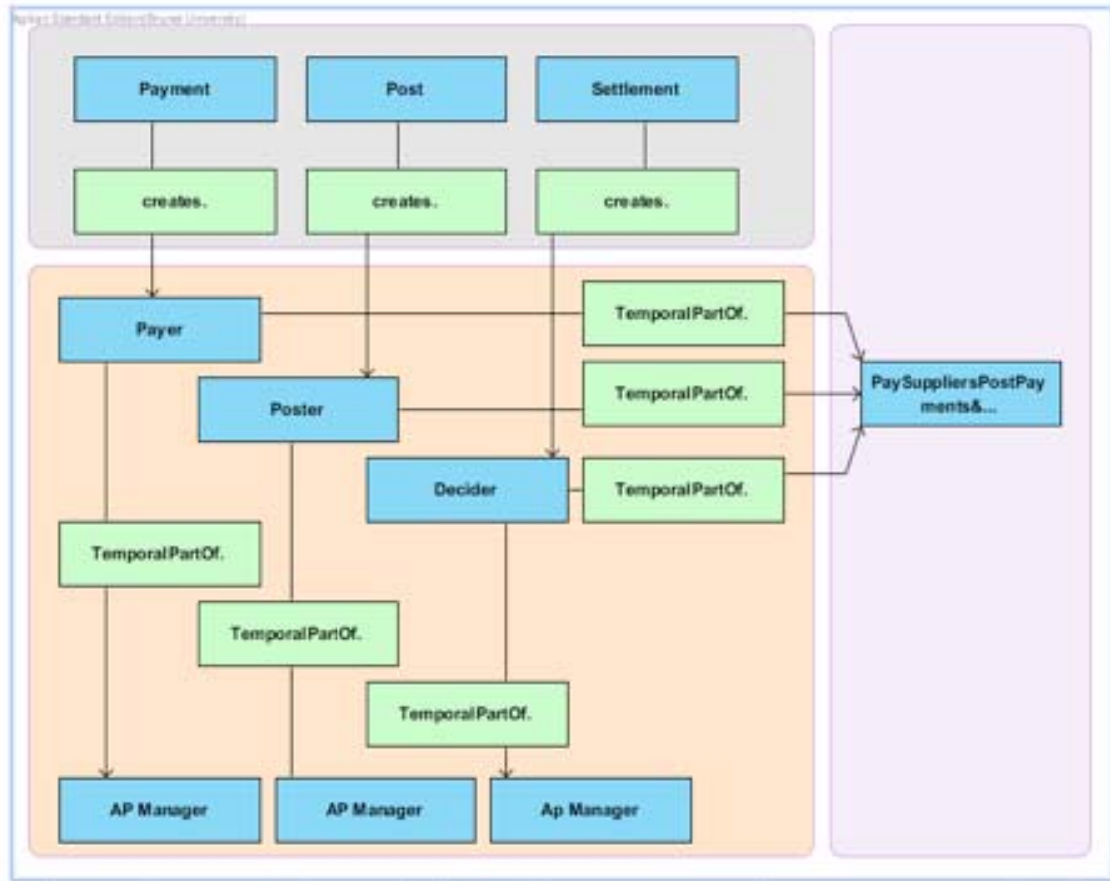 Payment
Post
Settlement
creates.
creates.
creates.
TemporalPartOf.
Payer
TemporalPartOf.
PaySuppliersPostPay
ments&...
Poster
TemporalPartOf.
Decider
TemporalPartOf.
TemporalPartOf.
TemporalPartOf.
AP Manager
AP Manager
Ap Manager